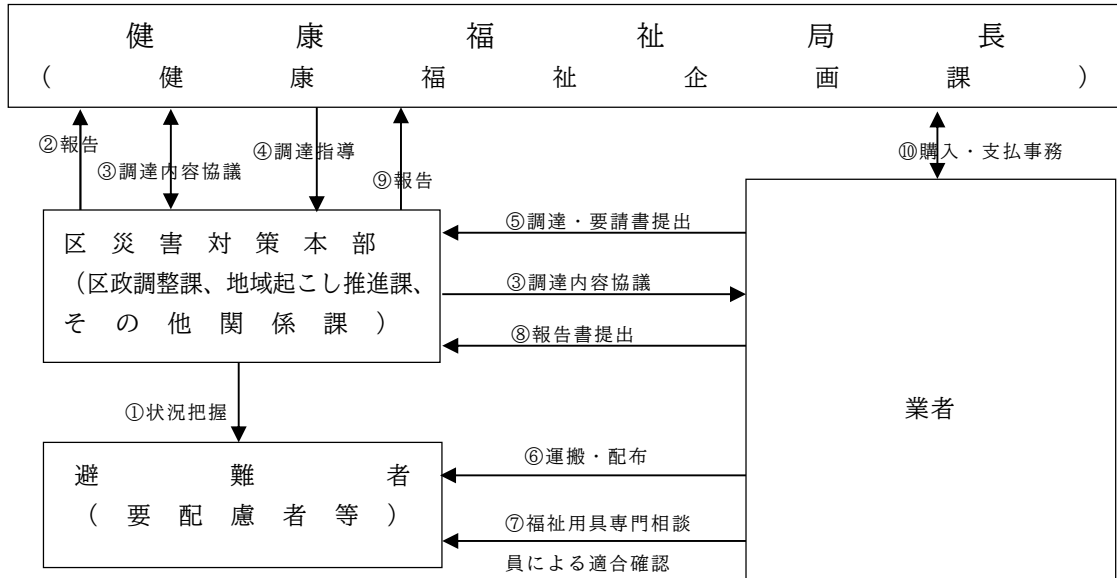 健康福祉局長
(健康福祉企画課)
②報告
③調達内容協議
④調達指導
⑨報告
⑩購入・支払事務
区災害対策本部
(区政調整課、地域起こし推進課、
その他関係課)
⑤調達・要請書提出
③調達内容協議
⑧報告書提出
業者
①状況把握
避難者
(要配慮者等)
⑥運搬・配布
⑦福祉用具専門相談
員による適合確認